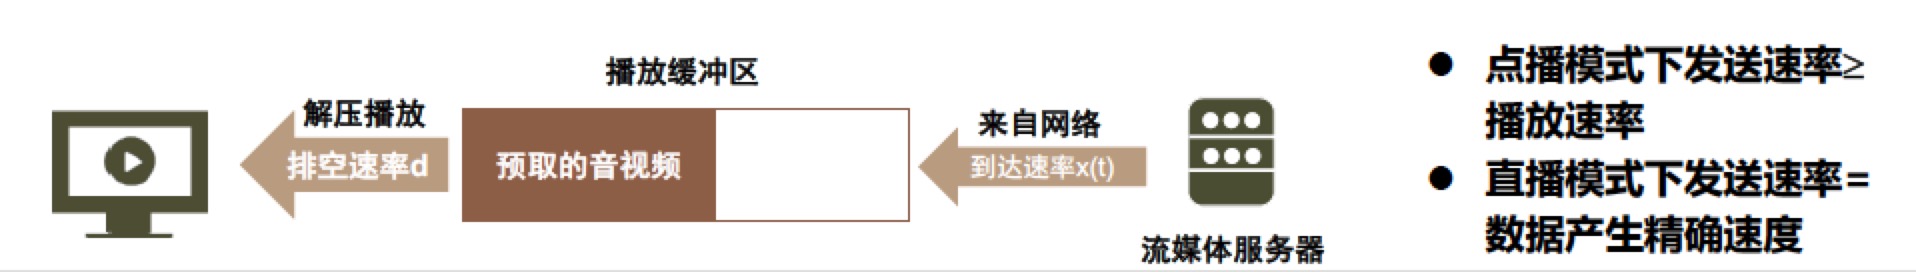 播放缓冲区
解压播放
排空速率d
预取的音视频
来自网络
到达速率x(t)
流媒体服务器
● 点播模式下发送速率≥
播放速率
● 直播模式下发送速率=
数据产生精确速度